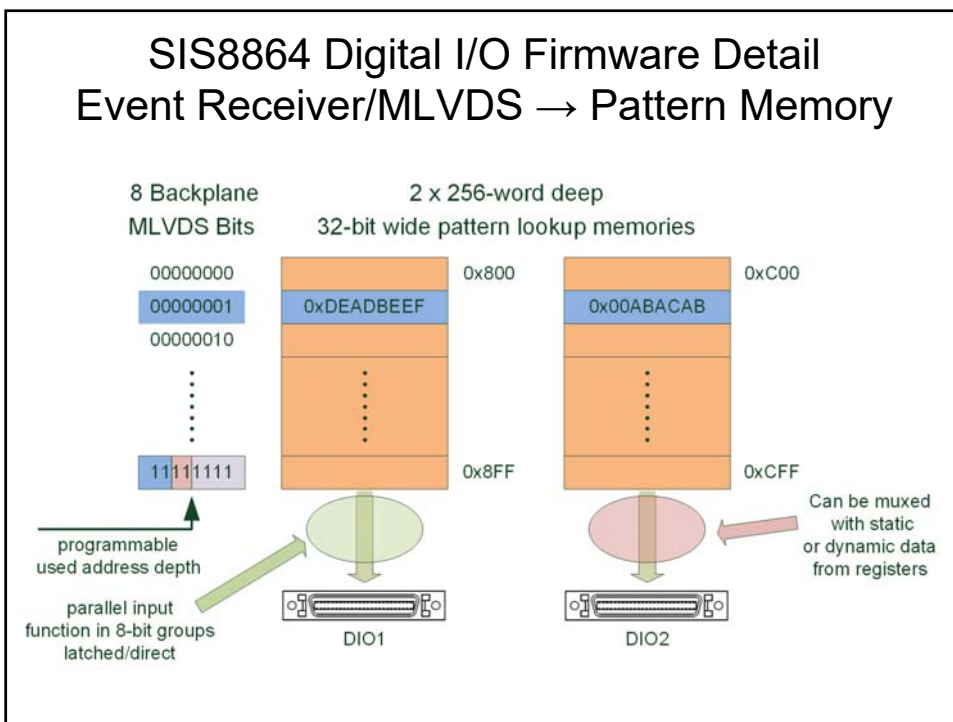 SIS8864 Digital I/O Firmware Detail
Event Receiver/MLVDS → Pattern Memory
8 Backplane
MLVDS Bits
2 x 256-word deep
32-bit wide pattern lookup memories
00000000
00000001
00000010
11111111
0xDEADBEEF
0x800
0x8FF
0x00ABACAB
0xC00
0xCFF
programmable
used address depth
parallel input
function in 8-bit groups
latched/direct
Can be muxed
with static
or dynamic data
from registers
DIO1
DIO2